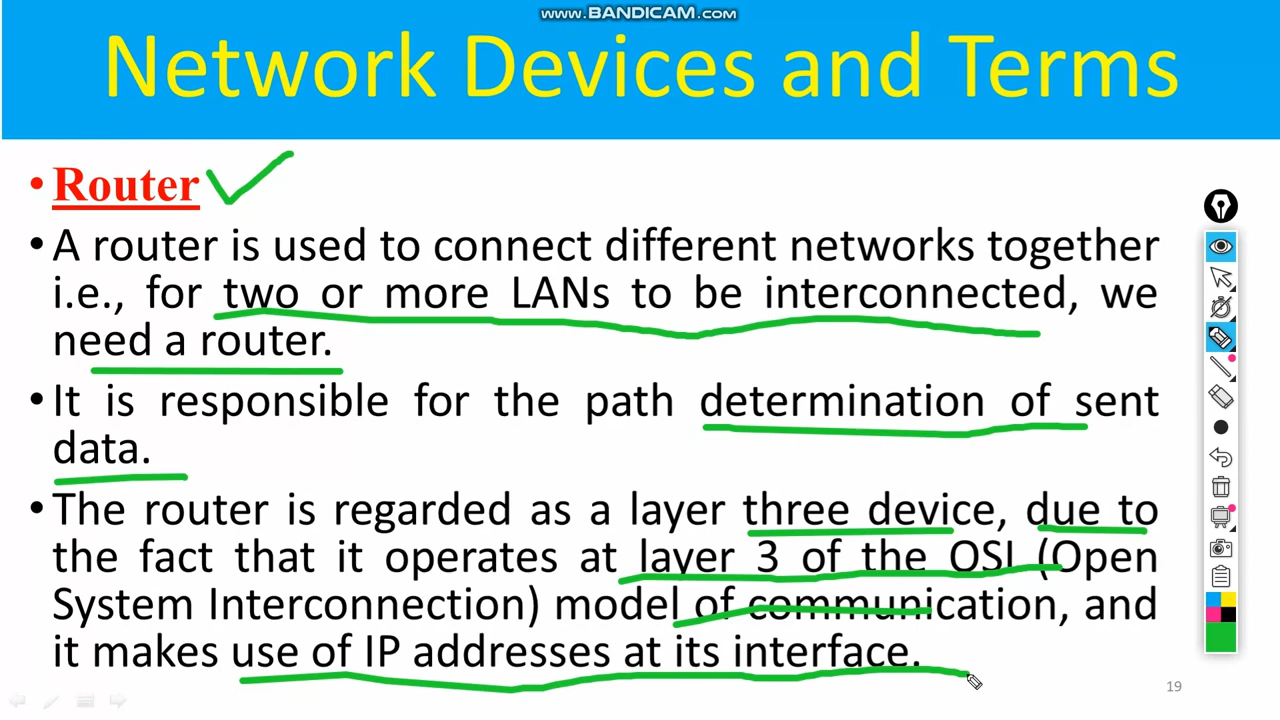 www.BANDICAM.com
Network Devices and Terms
• Router
• A router is used to connect different networks together
i.e., for two or more LANs to be interconnected, we
need a router.
• It is responsible for the path determination of sent
data.
• The router is regarded as a layer three device, due to
the fact that it operates at layer 3 of the OSI (Open
System Interconnection) model of communication, and
it makes use of IP addresses at its interface.
19